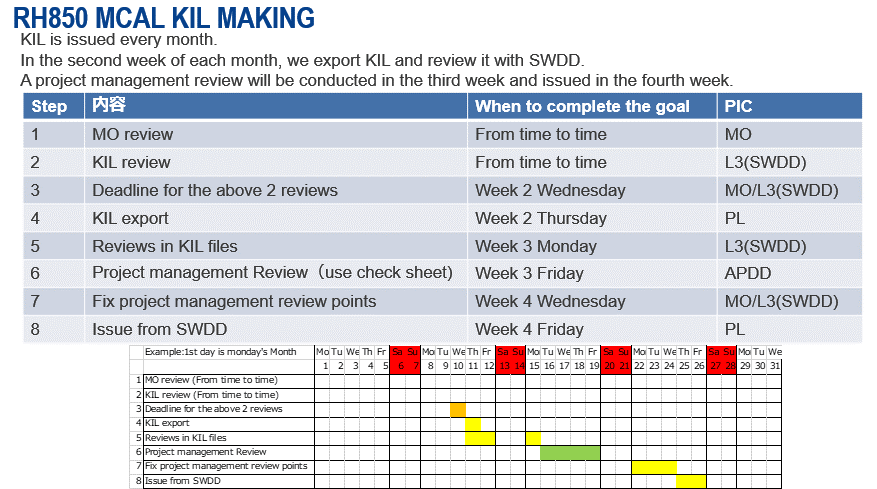 RH850 MCAL KIL MAKING
KIL is issued every month.
In the second week of each month, we export KIL and review it with SWDD.
A project management review will be conducted in the third week and issued in the fourth week.
Step 内容 When to complete the goal PIC
1 MO review From time to time MO
2 KIL review From time to time L3(SWDD)
3 Deadline for the above 2 reviews Week 2 Wednesday MO/L3(SWDD)
4 KIL export Week 2 Thursday PL
5 Reviews in KIL files Week 3 Monday L3(SWDD)
6 Project management Review（use check sheet) Week 3 Friday APDD
7 Fix project management review points Week 4 Wednesday MO/L3(SWDD)
8 Issue from SWDD Week 4 Friday PL
Example:1st day is monday's Month Mo Tu We Th Fr Sa Su Mo Tu We Th Fr Sa Su Mo Tu We Th Fr Sa Su Mo Tu We Th Fr Sa Su Mo Tu We
1 2 3 4 5 6 7 8 9 10 11 12 13 14 15 16 17 18 19 20 21 22 23 24 25 26 27 28 29 30 31
1 MO review (From time to time)
2 KIL review (From time to time)
3 Deadline for the above 2 reviews
4 KIL export
5 Reviews in KIL files
6 Project management Review
7 Fix project management review points
8 Issue from SWDD